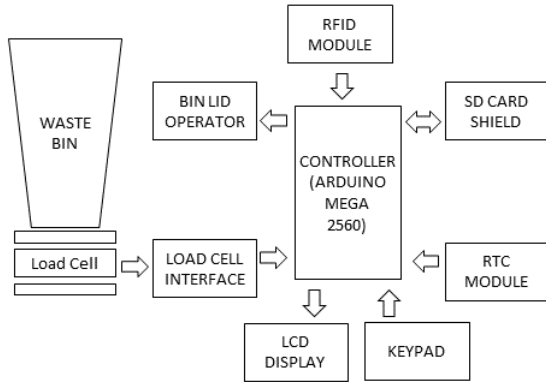 RFID
MODULE
WASTE
BIN
BIN LID
OPERATOR
CONTROLLER
(ARDUINO
MEGA
2560)
SD CARD
SHIELD
Load Cell
LOAD CELL
INTERFACE
RTC
MODULE
LCD
DISPLAY
KEYPAD